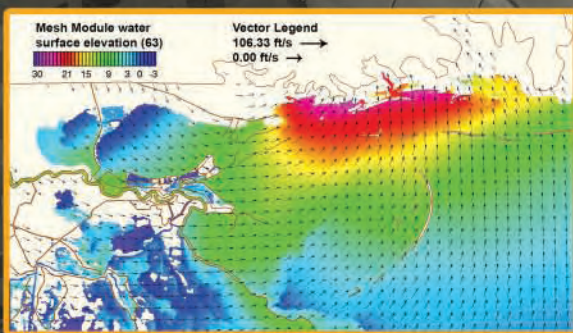 Mesh Module water
surface elevation (63)
30 21 15 9 3 0 -3
Vector Legend
106.33 ft/s
0.00 ft/s